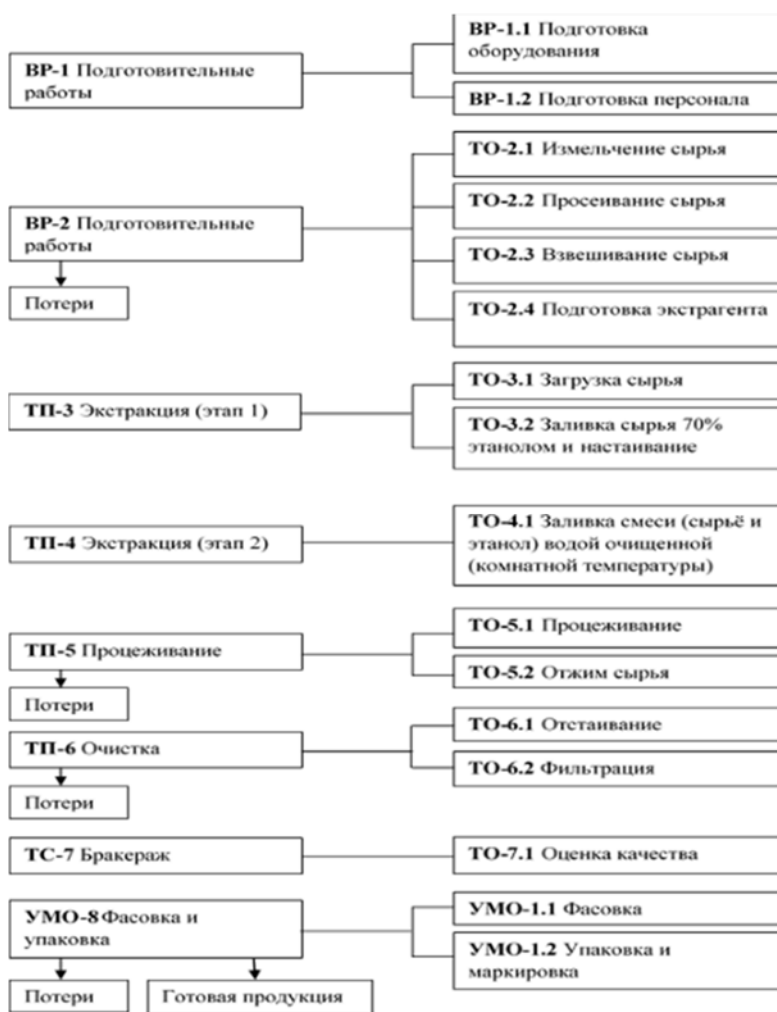 ВР-1.1 Подготовка
оборудования
ВР-1 Подготовительные
работы
ВР-1.2 Подготовка персонала
ТО-2.1 Измельчение сырья
ТО-2.2 Просеивание сырья
ВР-2 Подготовительные
работы
ТО-2.3 Взвешивание сырья
Потери
ТО-2.4 Подготовка экстрагента
ТО-3.1 Загрузка сырья
ТП-3 Экстракция (этап 1)
ТО-3.2 Заливка сырья 70%
этанолом и настаивание
ТП-4 Экстракция (этап 2)
ТО-4.1 Заливка смеси (сырьё и
этанол) водой очищенной
(комнатной температуры)
ТО-5.1 Процеживание
ТП-5 Процеживание
ТО-5.2 Отжим сырья
Потери
ТО-6.1 Отстаивание
ТП-6 Очистка
ТО-6.2 Фильтрация
Потери
ТС-7 Бракераж
ТО-7.1 Оценка качества
УМО-8 Фасовка и
упаковка
УМО-1.1 Фасовка
УМО-1.2 Упаковка и
маркировка
Потери
Готовая продукция